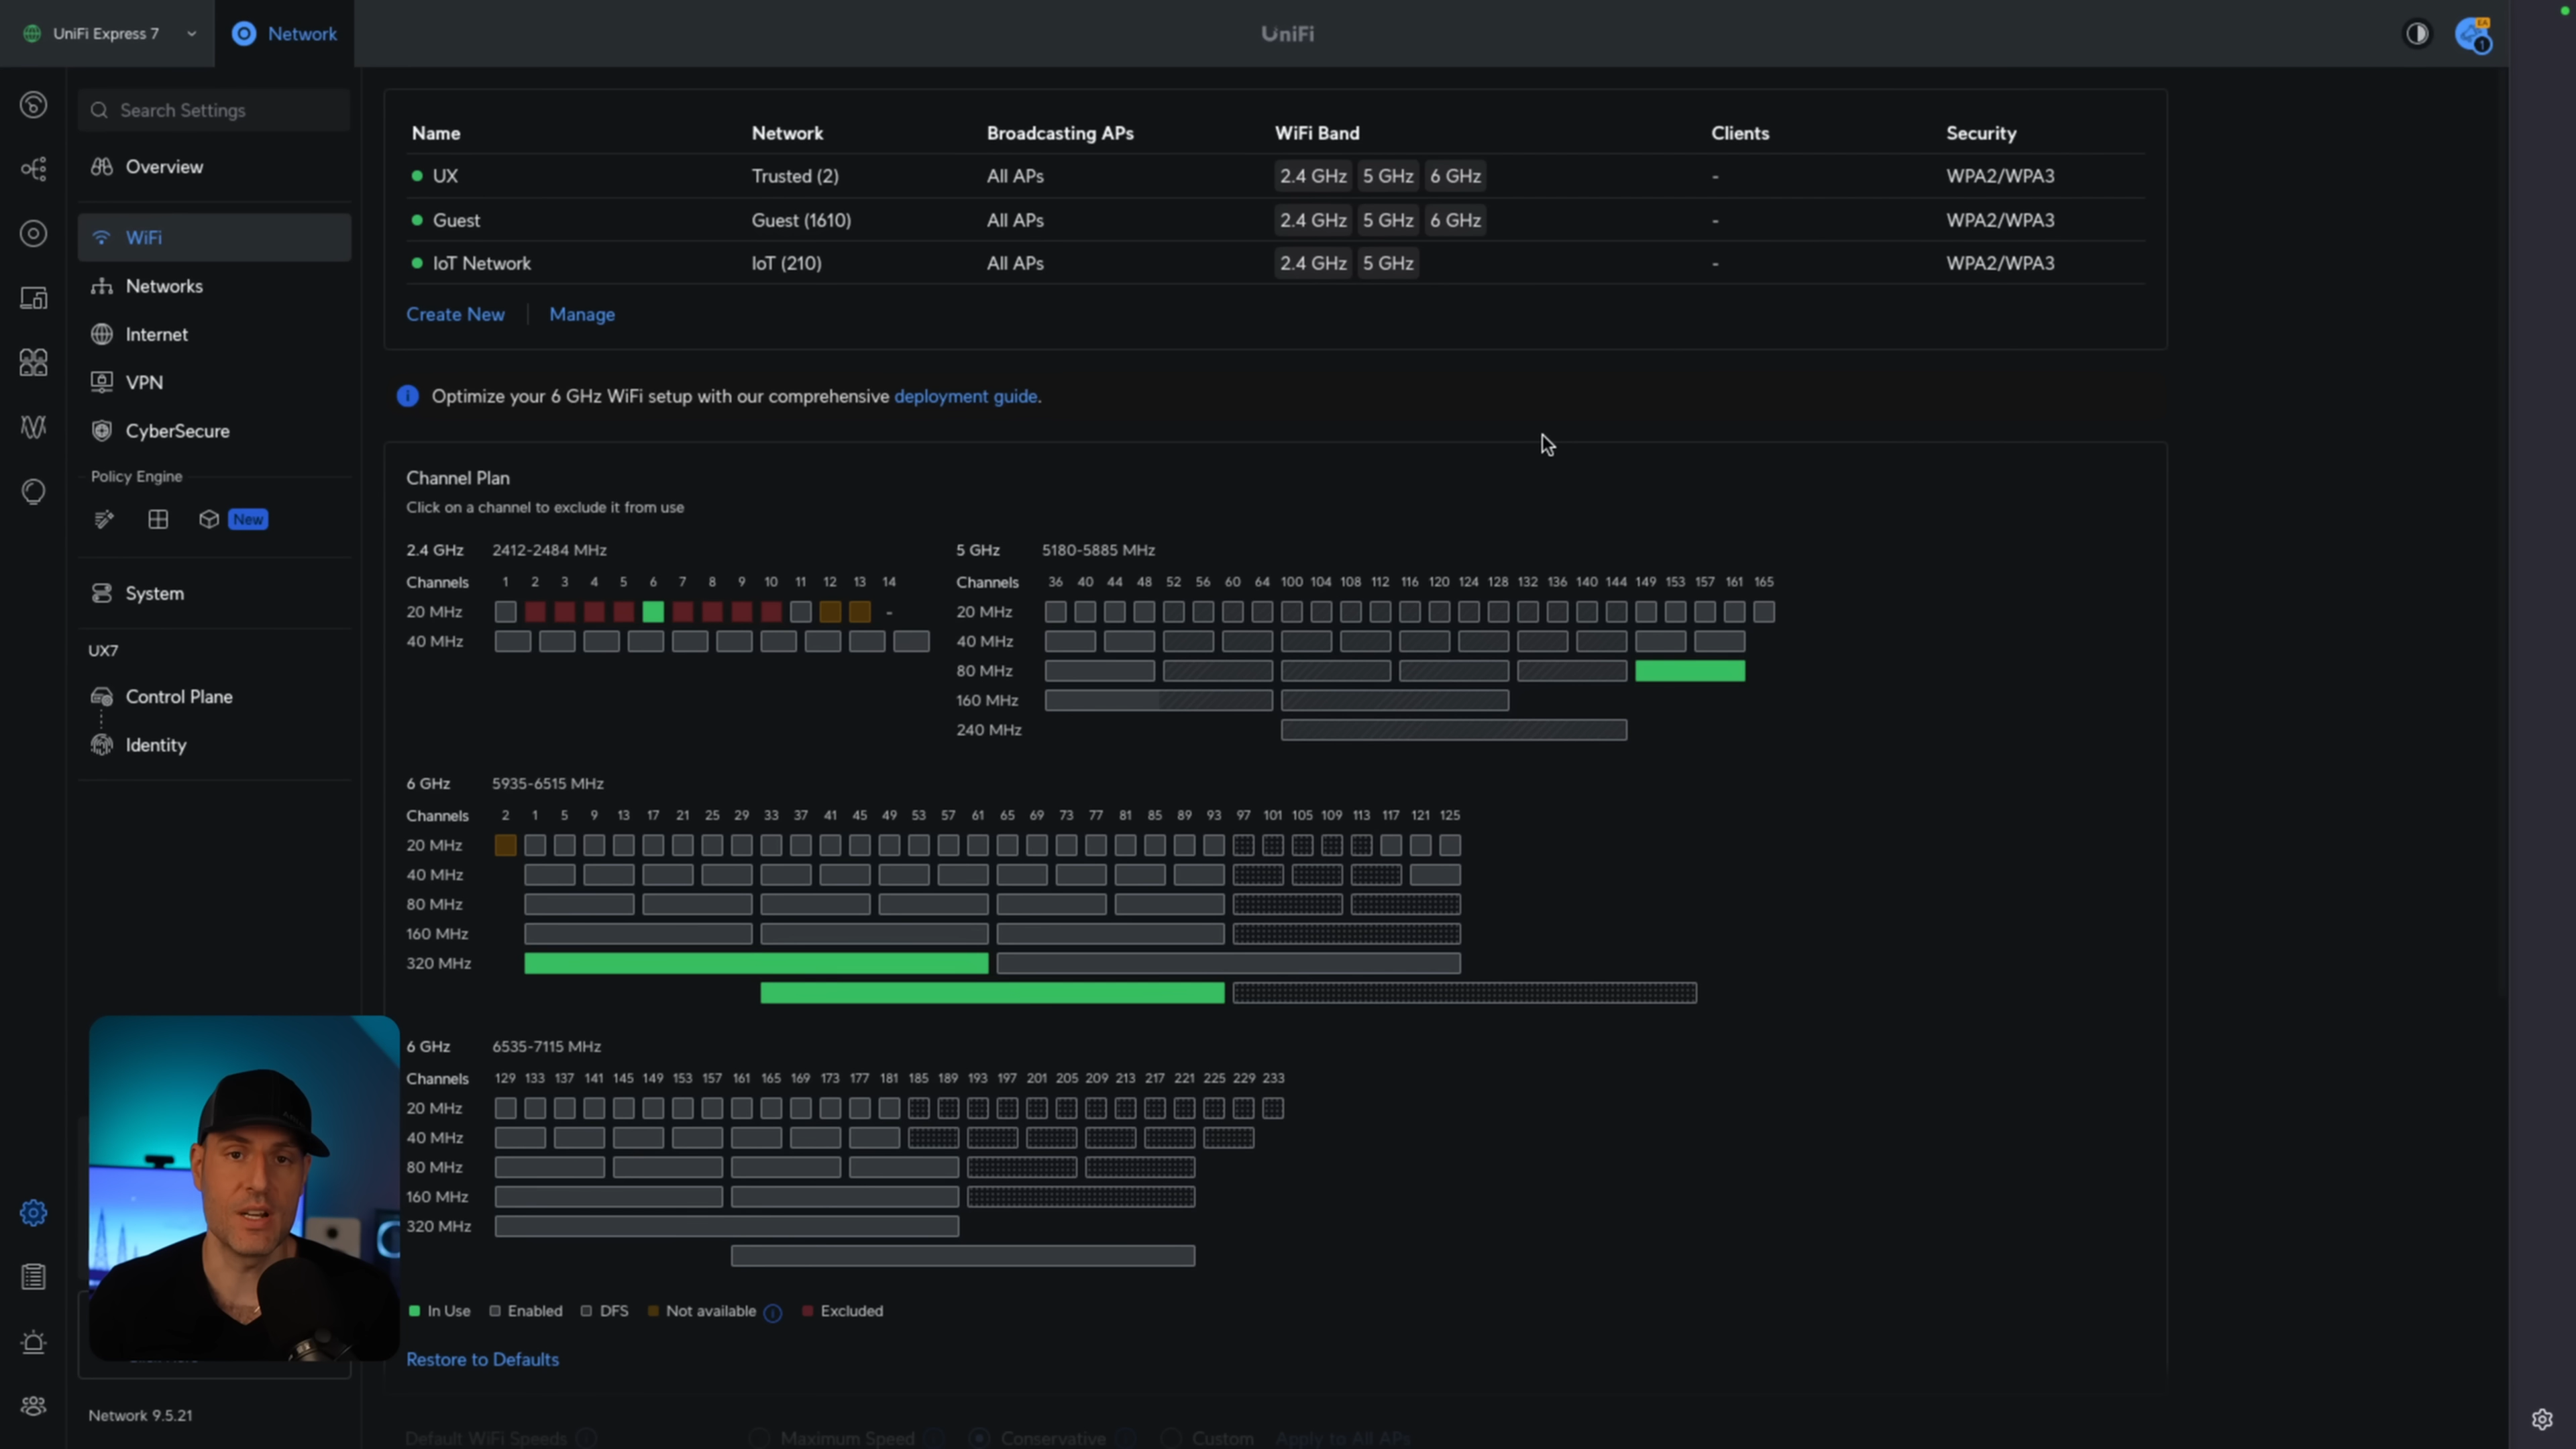 UniFi Express 7
Network
UniFi
EA
1
Search Settings
Overview
WiFi
Networks
Internet
VPN
CyberSecure
Policy Engine
New
System
UX7
Control Plane
Identity
Network 9.5.21
Name Network Broadcasting APs WiFi Band Clients Security
UX Trusted (2) All APs 2.4 GHz 5 GHz 6 GHz - WPA2/WPA3
Guest Guest (1610) All APs 2.4 GHz 5 GHz 6 GHz - WPA2/WPA3
IoT Network IoT (210) All APs 2.4 GHz 5 GHz - WPA2/WPA3
Create New Manage
Optimize your 6 GHz WiFi setup with our comprehensive deployment guide.
Channel Plan
Click on a channel to exclude it from use
2.4 GHz 2412-2484 MHz
Channels 1 2 3 4 5 6 7 8 9 10 11 12 13 14
20 MHz -
40 MHz
5 GHz 5180-5885 MHz
Channels 36 40 44 48 52 56 60 64 100 104 108 112 116 120 124 128 132 136 140 144 149 153 157 161 165
20 MHz
40 MHz
80 MHz
160 MHz
240 MHz
6 GHz 5935-6515 MHz
Channels 2 1 5 9 13 17 21 25 29 33 37 41 45 49 53 57 61 65 69 73 77 81 85 89 93 97 101 105 109 113 117 121 125
20 MHz
40 MHz
80 MHz
160 MHz
320 MHz
6 GHz 6535-7115 MHz
Channels 129 133 137 141 145 149 153 157 161 165 169 173 177 181 185 189 193 197 201 205 209 213 217 221 225 229 233
20 MHz
40 MHz
80 MHz
160 MHz
320 MHz
In Use Enabled DFS Not available Excluded
Restore to Defaults
Default WiFi Speeds Maximum Speed Conservative Custom Apply to All APs